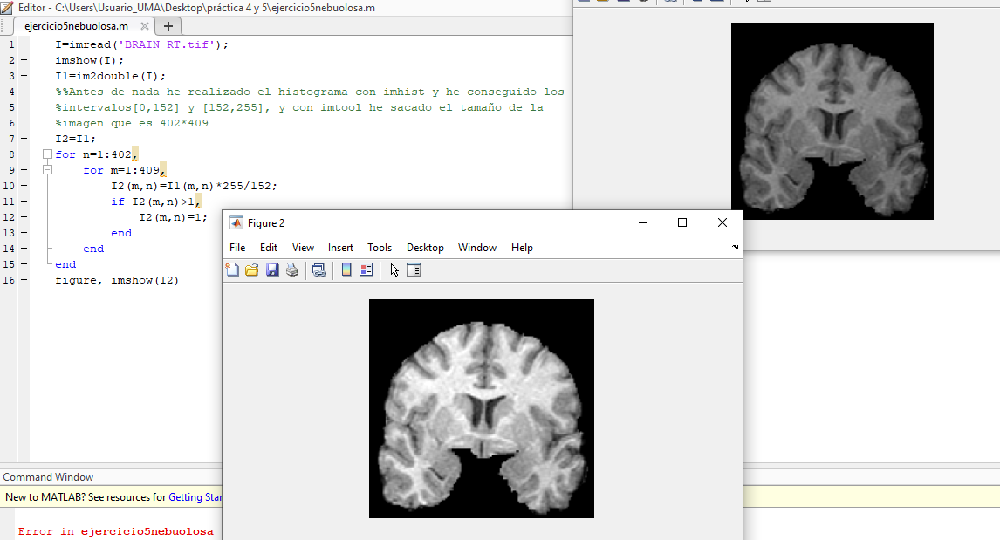 Editor - C:\Users\Usuario_UMA\Desktop\práctica 4 y 5\ejercicio5nebuolosa.m
ejercicio5nebuolosa.m × +
1 - I=imread('BRAIN_RT.tif');
2 - imshow(I);
3 - I1=im2double(I);
4 %%Antes de nada he realizado el histograma con imhist y he conseguido los
5 %intervalos[0,152] y [152,255], y con imtool he sacado el tamaño de la
6 %imagen que es 402*409
7 - I2=I1;
8 - for n=1:402,
9 - for m=1:409,
10 - I2(m,n)=I1(m,n)*255/152;
11 - if I2(m,n)>1,
12 - I2(m,n)=1;
13 - end
14 - end
15 - end
16 - figure, imshow(I2)
Figure 2
File Edit View Insert Tools Desktop Window Help
Command Window
New to MATLAB? See resources for Getting Star
Error in ejercicio5nebuolosa